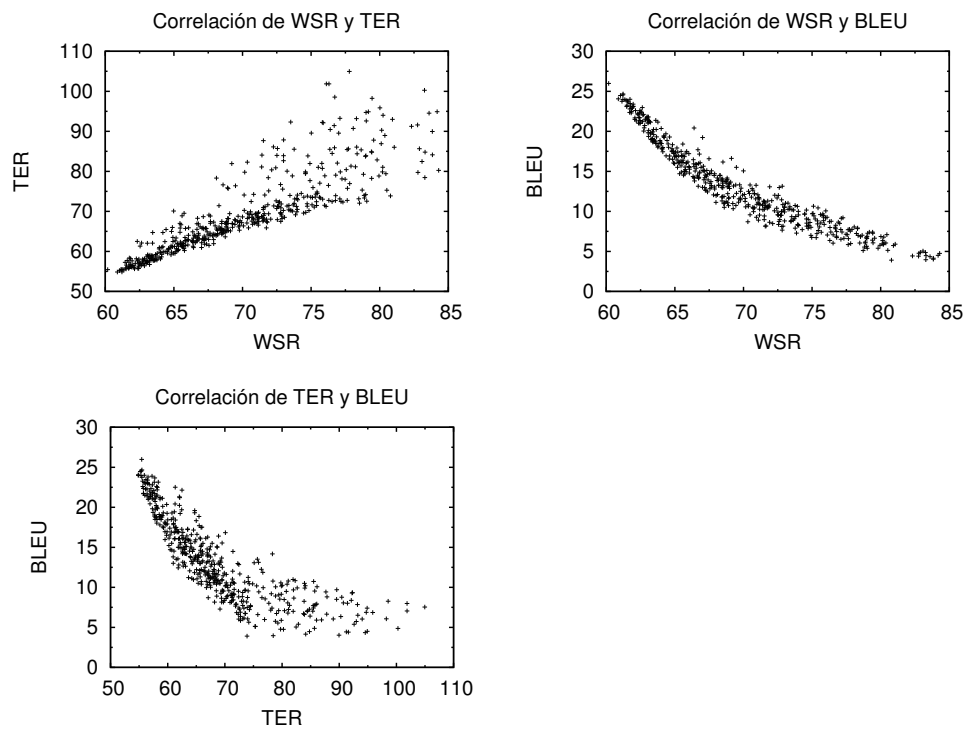 Correlación de WSR y TER
110
100
90
80
70
60
50
TER
60 65 70 75 80 85
WSR
Correlación de WSR y BLEU
30
25
20
15
10
5
0
BLEU
60 65 70 75 80 85
WSR
Correlación de TER y BLEU
30
25
20
15
10
5
0
BLEU
50 60 70 80 90 100 110
TER